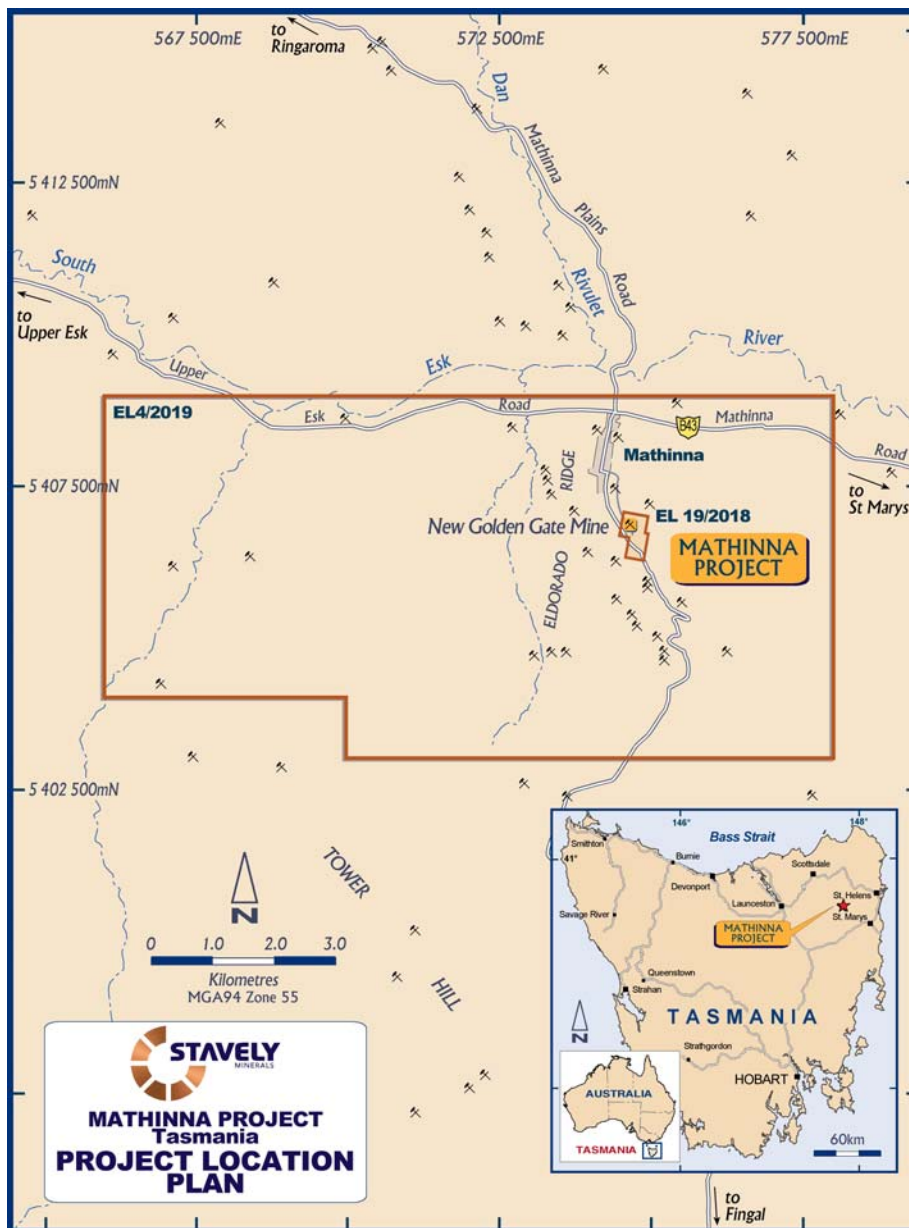 567 500mE
572 500mE
577 500mE
to
Ringaroma
Dan
Mathinna
Plains
Road
Rivulet
5 412 500mN
South
to
Upper Esk
Upper
Esk
River
EL4/2019
Esk
Road
B43
Mathinna
Road
to
St Marys
Mathinna
RIDGE
ELDORADO
5 407 500mN
New Golden Gate Mine
EL 19/2018
MATHINNA
PROJECT
5 402 500mN
TOWER
HILL
N
0 1.0 2.0 3.0
Kilometres
MGA94 Zone 55
STAVELY
MINERALS
MATHINNA PROJECT
Tasmania
PROJECT LOCATION
PLAN
146°
148°
41°
Bass Strait
Smithton
Burnie
Devonport
Scottsdale
Launceston
St. Helens
St. Marys
Savage River
MATHINNA
PROJECT
Queenstown
Strahan
TASMANIA
Strathgordon
HOBART
N
60km
AUSTRALIA
TASMANIA
to
Fingal